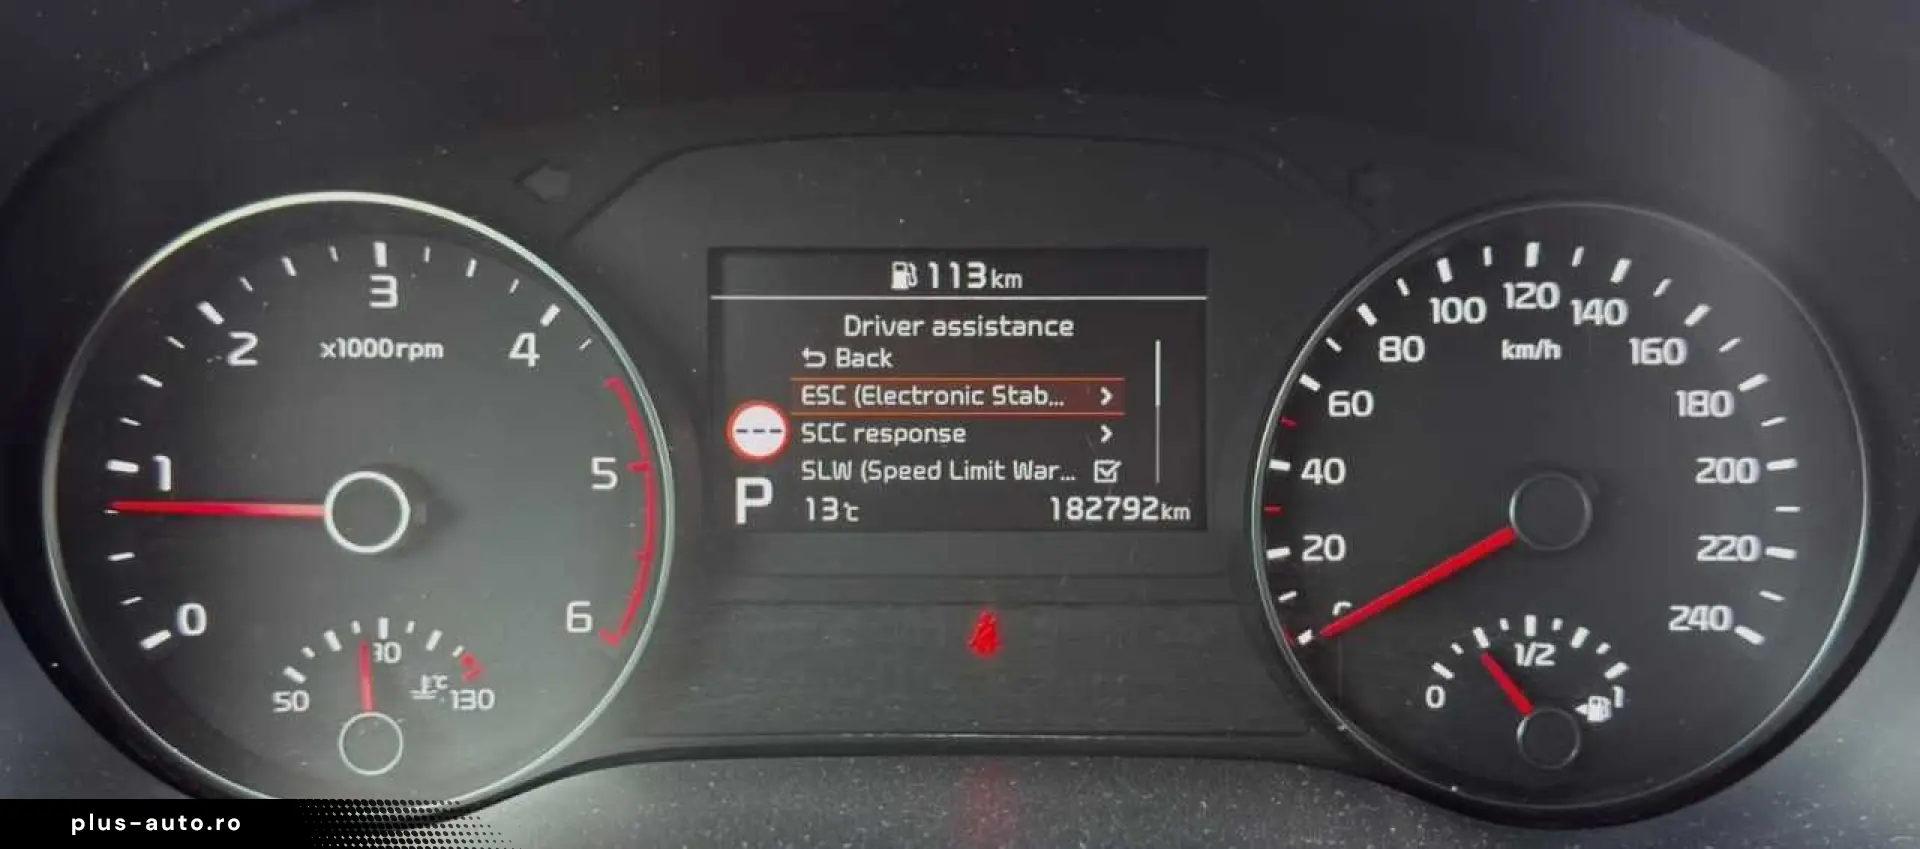 113km
Driver assistance
Back
ESC (Electronic Stab...
SCC response
SLW (Speed Limit War...
---
P
13℃
182792km
0
1
2
3
4
5
6
x1000rpm
50
90
130
℃
0
20
40
60
80
100
120
140
160
180
200
220
240
km/h
0
1/2
1
plus-auto.ro